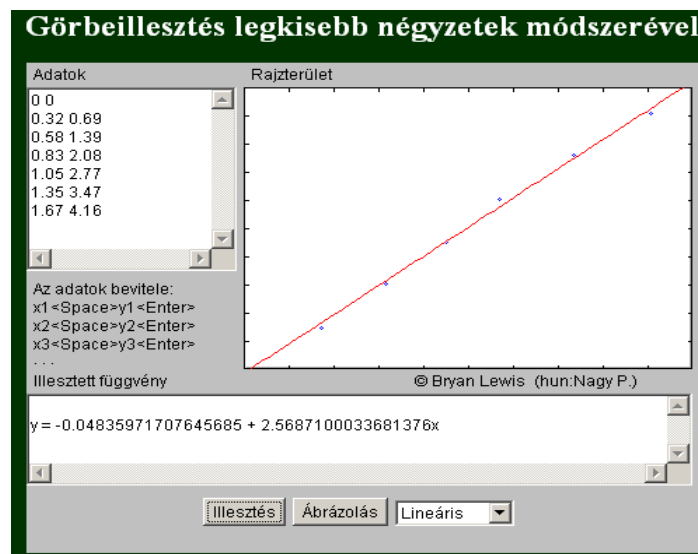 Görbeillesztés legkisebb négyzetek módszerével
Adatok
Rajzterület
0 0
0.32 0.69
0.58 1.39
0.83 2.08
1.05 2.77
1.35 3.47
1.67 4.16
Az adatok bevitele:
x1<Space>y1<Enter>
x2<Space>y2<Enter>
x3<Space>y3<Enter>
. . .
Illesztett függvény
© Bryan Lewis (hun:Nagy P.)
y = -0.04835971707645685 + 2.5687100033681376x
Illesztés
Ábrázolás
Lineáris